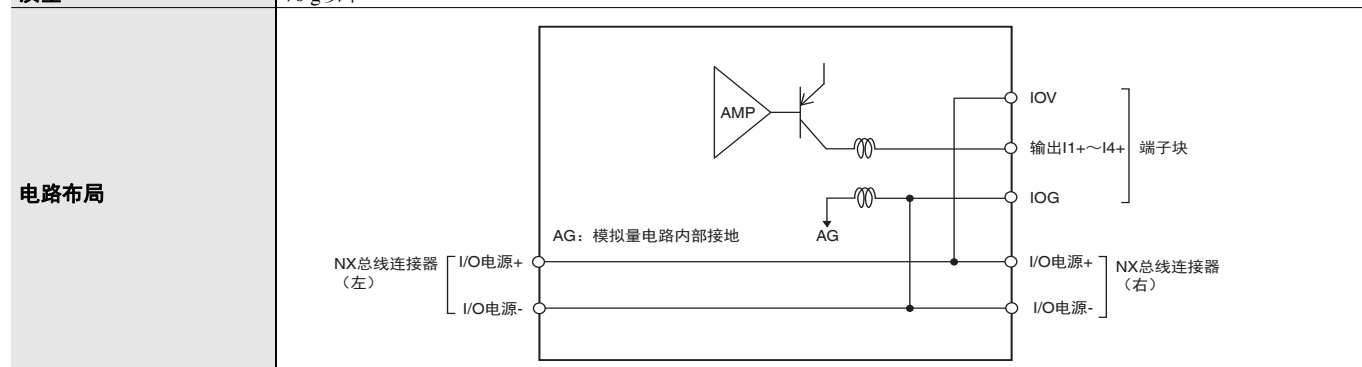 电路布局
AMP
IOV
输出I1+～I4+
端子块
IOG
AG：模拟量电路内部接地
AG
NX总线连接器
（左）
I/O电源+
I/O电源-
I/O电源+
I/O电源-
NX总线连接器
（右）